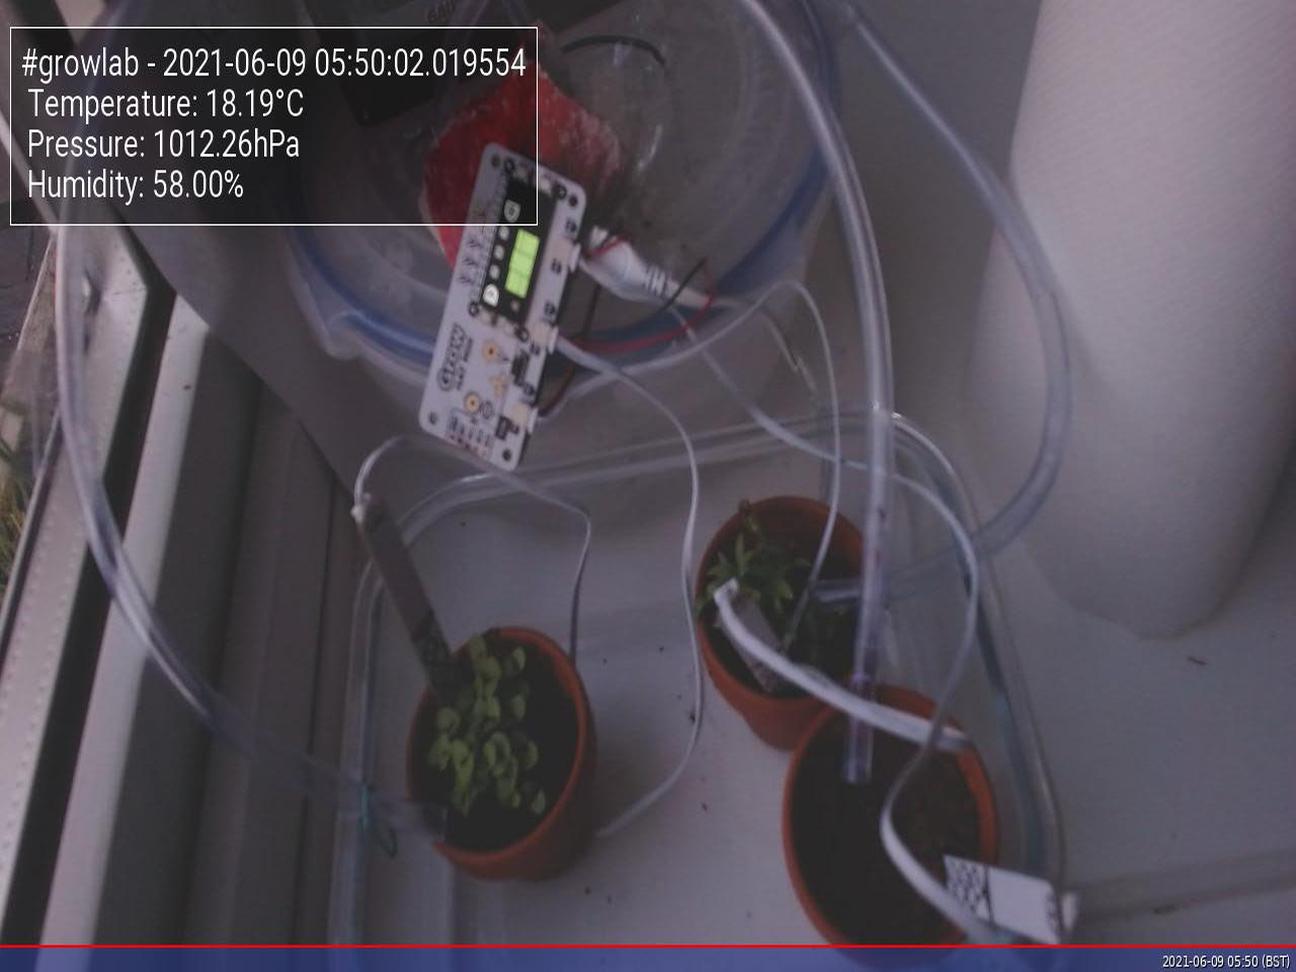 #growlab - 2021-06-09 05:50:02.019554
Temperature: 18.19°C
Pressure: 1012.26hPa
Humidity: 58.00%
GROW
2021-06-09 05:50 (BST)